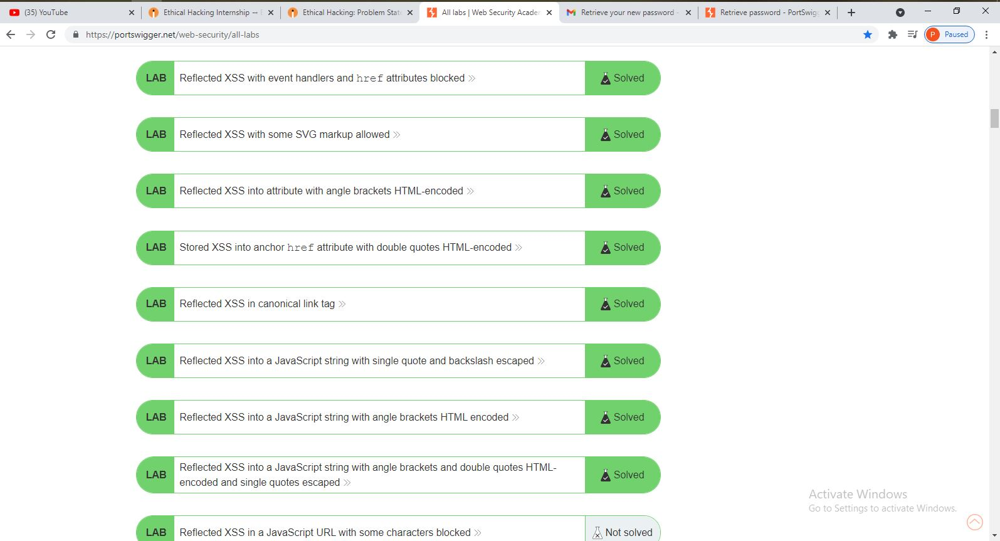 (35) YouTube
Ethical Hacking Internship — E
Ethical Hacking: Problem State
All labs | Web Security Academ
Retrieve your new password -
Retrieve password - PortSwigg
https://portswigger.net/web-security/all-labs
P Paused
LAB Reflected XSS with event handlers and href attributes blocked Solved
LAB Reflected XSS with some SVG markup allowed Solved
LAB Reflected XSS into attribute with angle brackets HTML-encoded Solved
LAB Stored XSS into anchor href attribute with double quotes HTML-encoded Solved
LAB Reflected XSS in canonical link tag Solved
LAB Reflected XSS into a JavaScript string with single quote and backslash escaped Solved
LAB Reflected XSS into a JavaScript string with angle brackets HTML encoded Solved
LAB Reflected XSS into a JavaScript string with angle brackets and double quotes HTML-
encoded and single quotes escaped Solved
LAB Reflected XSS in a JavaScript URL with some characters blocked Not solved
Activate Windows
Go to Settings to activate Windows.